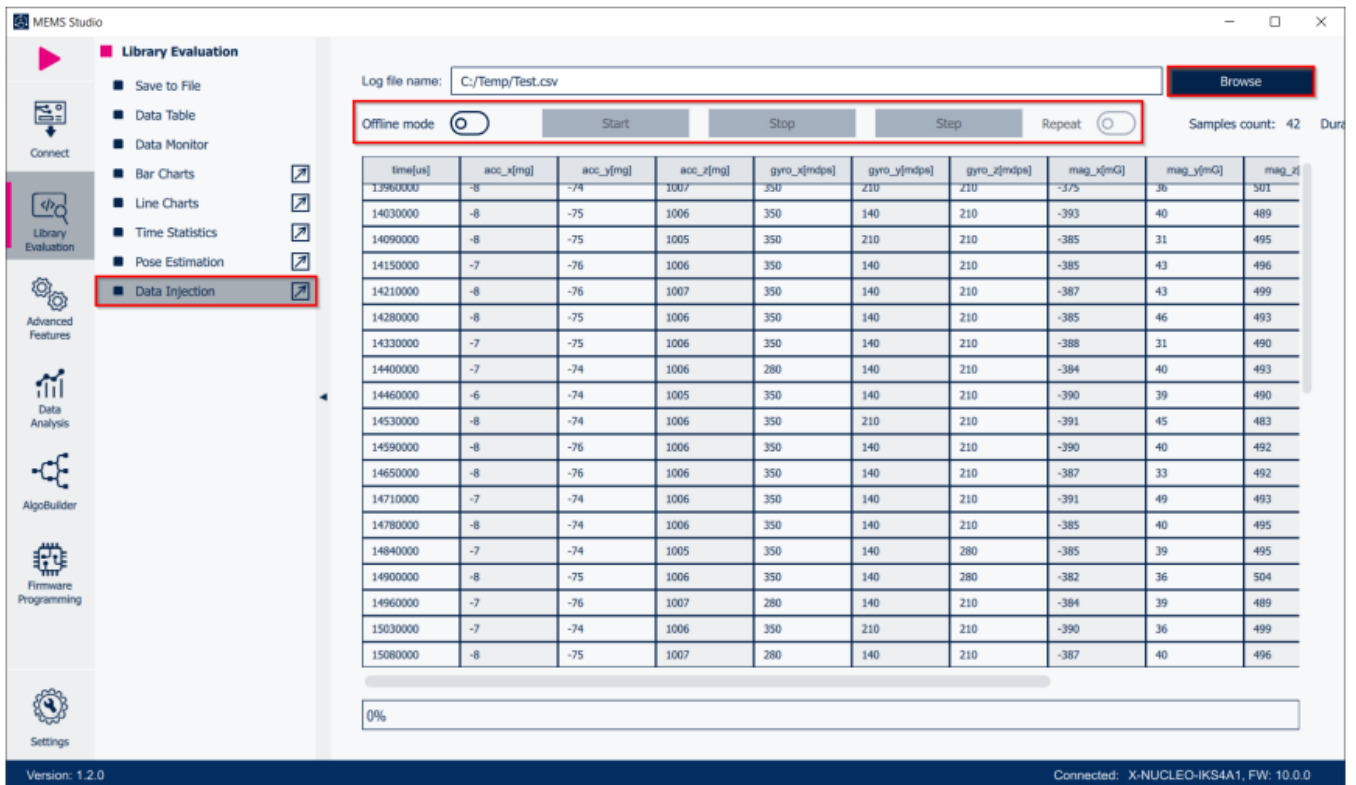 MEMS Studio
Library Evaluation
Save to File
Data Table
Data Monitor
Bar Charts
Line Charts
Time Statistics
Pose Estimation
Data Injection
Connect
Library
Evaluation
Advanced
Features
Data
Analysis
AlgoBuilder
Firmware
Programming
Settings
Log file name: C:/Temp/Test.csv Browse
Offline mode Start Stop Step Repeat Samples count: 42 Dura
time[us] acc_x[mg] acc_y[mg] acc_z[mg] gyro_x[mdps] gyro_y[mdps] gyro_z[mdps] mag_x[mG] mag_y[mG] mag_z[
13960000 -8 -74 1007 350 210 210 -375 36 501
14030000 -8 -75 1006 350 140 210 -393 40 489
14090000 -8 -75 1005 350 210 210 -385 31 495
14150000 -7 -76 1006 350 140 210 -385 43 496
14210000 -8 -76 1007 350 140 210 -387 43 499
14280000 -8 -75 1006 350 140 210 -385 46 493
14330000 -7 -75 1006 350 140 210 -388 31 490
14400000 -7 -74 1006 280 140 210 -384 40 493
14460000 -6 -74 1005 350 140 210 -390 39 490
14530000 -8 -74 1006 350 210 210 -391 45 483
14590000 -8 -76 1006 350 140 210 -390 40 492
14650000 -8 -76 1006 350 140 210 -387 33 492
14710000 -7 -74 1006 350 140 210 -391 49 493
14780000 -8 -74 1006 350 140 210 -385 40 495
14840000 -7 -74 1005 350 140 280 -385 39 495
14900000 -8 -75 1006 350 140 280 -382 36 504
14960000 -7 -76 1007 280 140 210 -384 39 489
15030000 -7 -74 1006 350 210 210 -390 36 499
15080000 -8 -75 1007 280 140 210 -387 40 496
0%
Version: 1.2.0 Connected: X-NUCLEO-IKS4A1, FW: 10.0.0